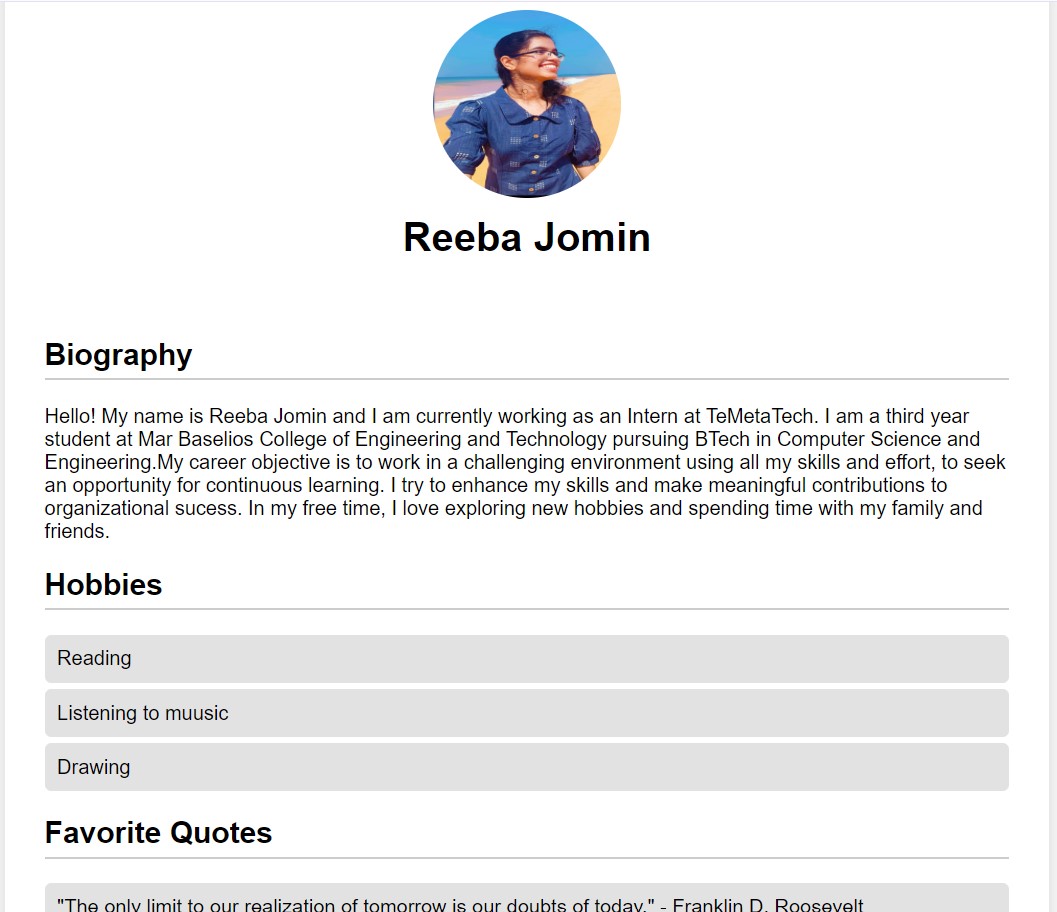 Reeba Jomin
Biography
Hello! My name is Reeba Jomin and I am currently working as an Intern at TeMetaTech. I am a third year
student at Mar Baselios College of Engineering and Technology pursuing BTech in Computer Science and
Engineering.My career objective is to work in a challenging environment using all my skills and effort, to seek
an opportunity for continuous learning. I try to enhance my skills and make meaningful contributions to
organizational sucess. In my free time, I love exploring new hobbies and spending time with my family and
friends.
Hobbies
Reading
Listening to muusic
Drawing
Favorite Quotes
"The only limit to our realization of tomorrow is our doubts of today." - Franklin D. Roosevelt